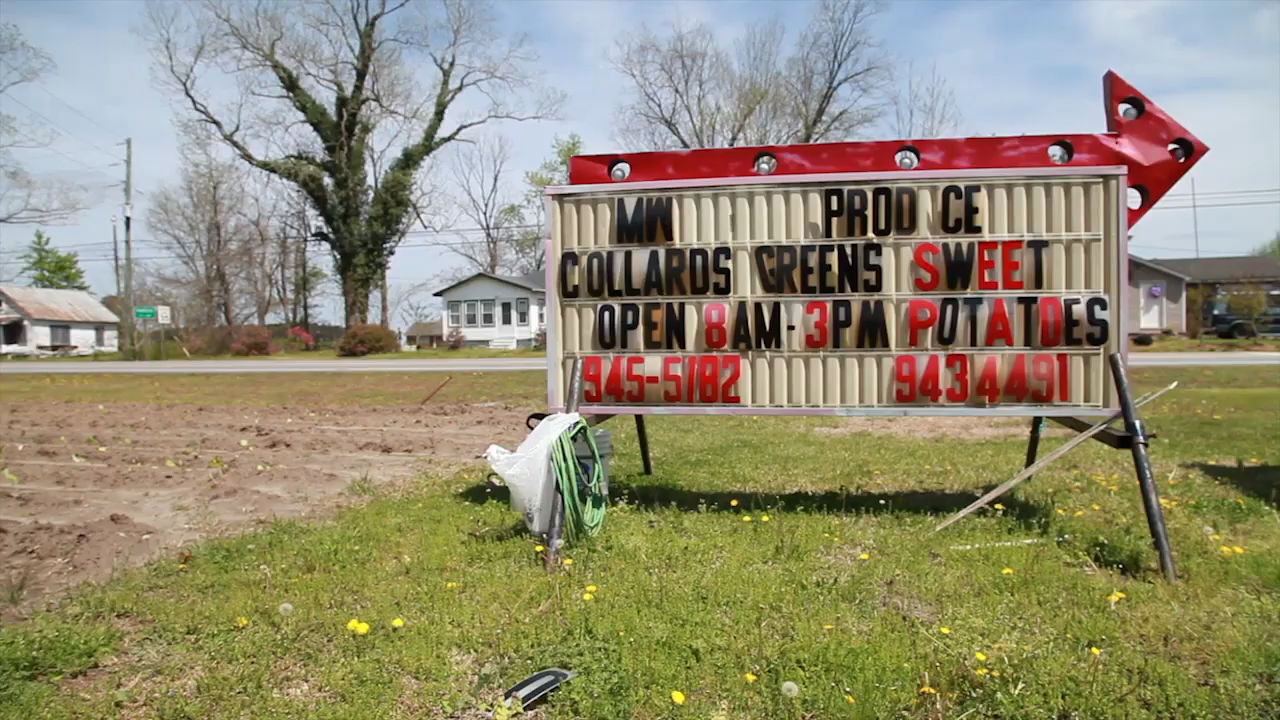 MW PROD CE
COLLARDS GREENS SWEET
OPEN 8AM-3PM POTATOES
945-5182 9434491